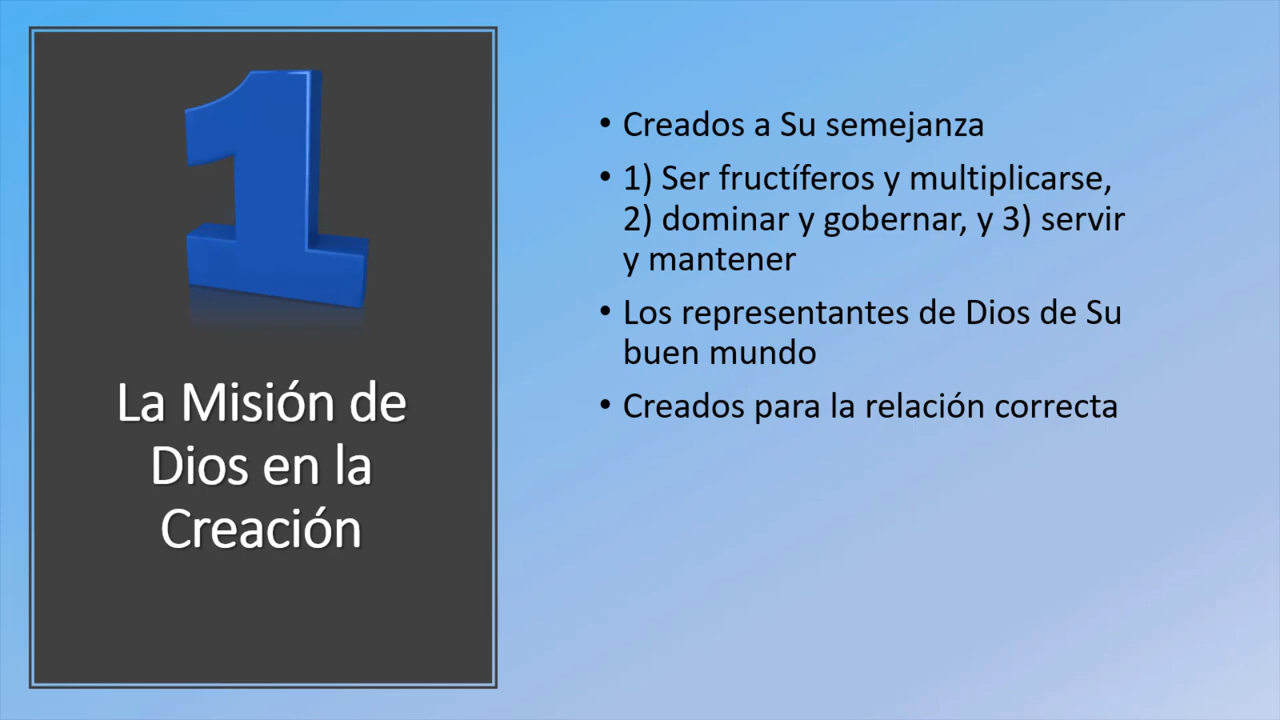 1
La Misión de
Dios en la
Creación
• Creados a Su semejanza
• 1) Ser fructíferos y multiplicarse,
2) dominar y gobernar, y 3) servir
y mantener
• Los representantes de Dios de Su
buen mundo
• Creados para la relación correcta